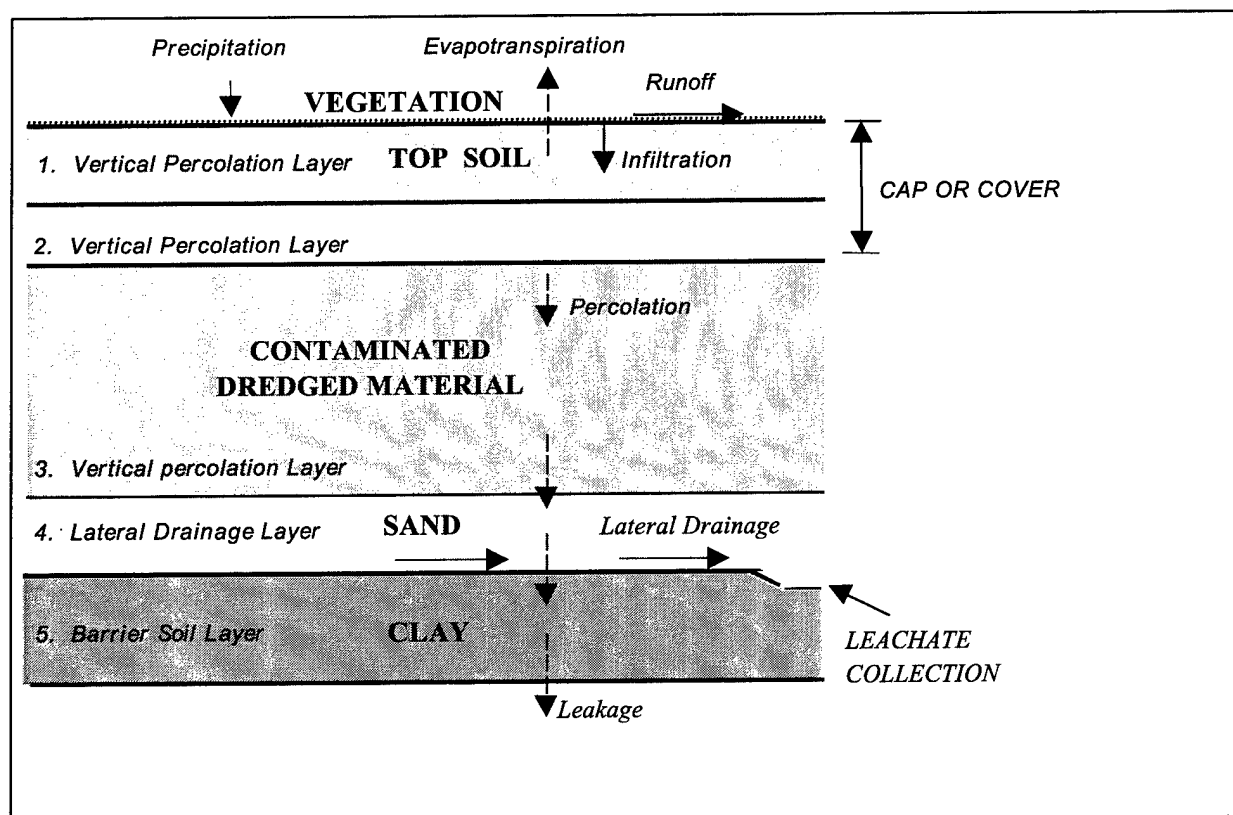 Precipitation
Evapotranspiration
Runoff
VEGETATION
1. Vertical Percolation Layer
TOP SOIL
Infiltration
CAP OR COVER
2. Vertical Percolation Layer
Percolation
CONTAMINATED
DREDGED MATERIAL
3. Vertical percolation Layer
4. Lateral Drainage Layer
SAND
Lateral Drainage
5. Barrier Soil Layer
CLAY
LEACHATE
COLLECTION
Leakage